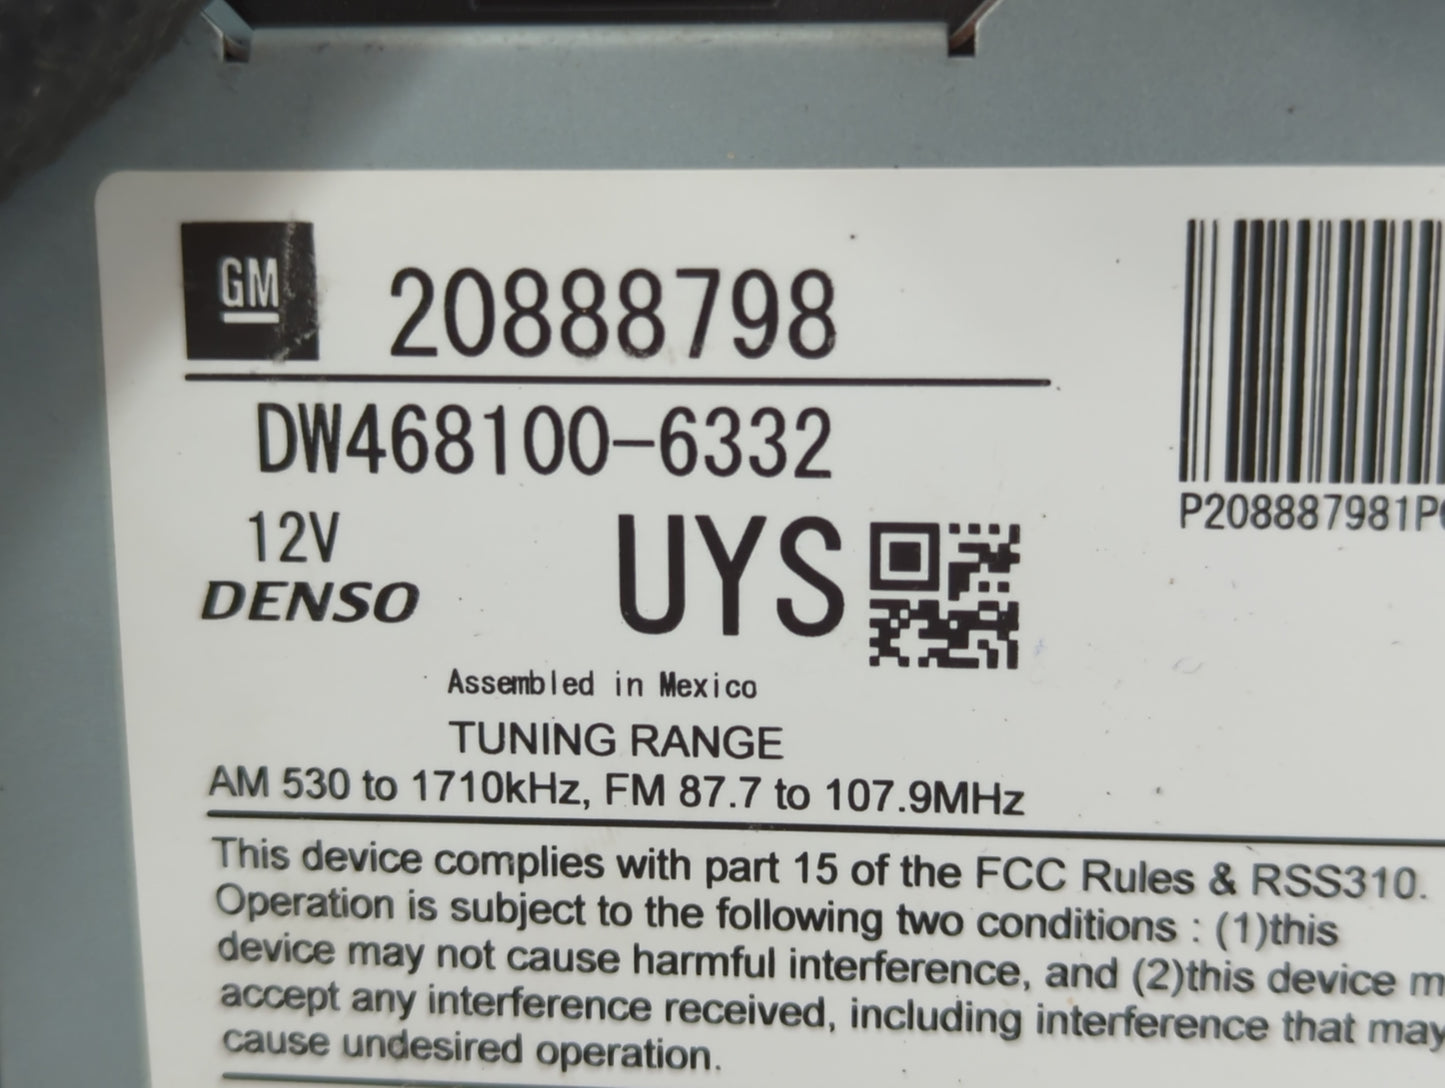 GM
20888798
DW468100-6332
12V
DENSO
UYS
P208887981P
Assembled in Mexico
TUNING RANGE
AM 530 to 1710kHz, FM 87.7 to 107.9MHz
This device complies with part 15 of the FCC Rules & RSS310.
Operation is subject to the following two conditions : (1)this
device may not cause harmful interference, and (2)this device
accept any interference received, including interference that may
cause undesired operation.